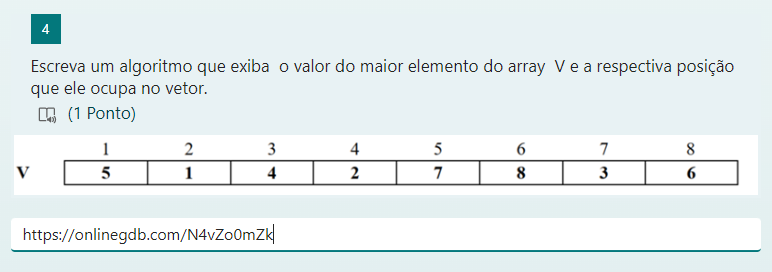 4
Escreva um algoritmo que exiba o valor do maior elemento do array V e a respectiva posição
que ele ocupa no vetor.
(1 Ponto)
1 2 3 4 5 6 7 8
V 5 1 4 2 7 8 3 6
https://onlinegdb.com/N4vZo0mZk